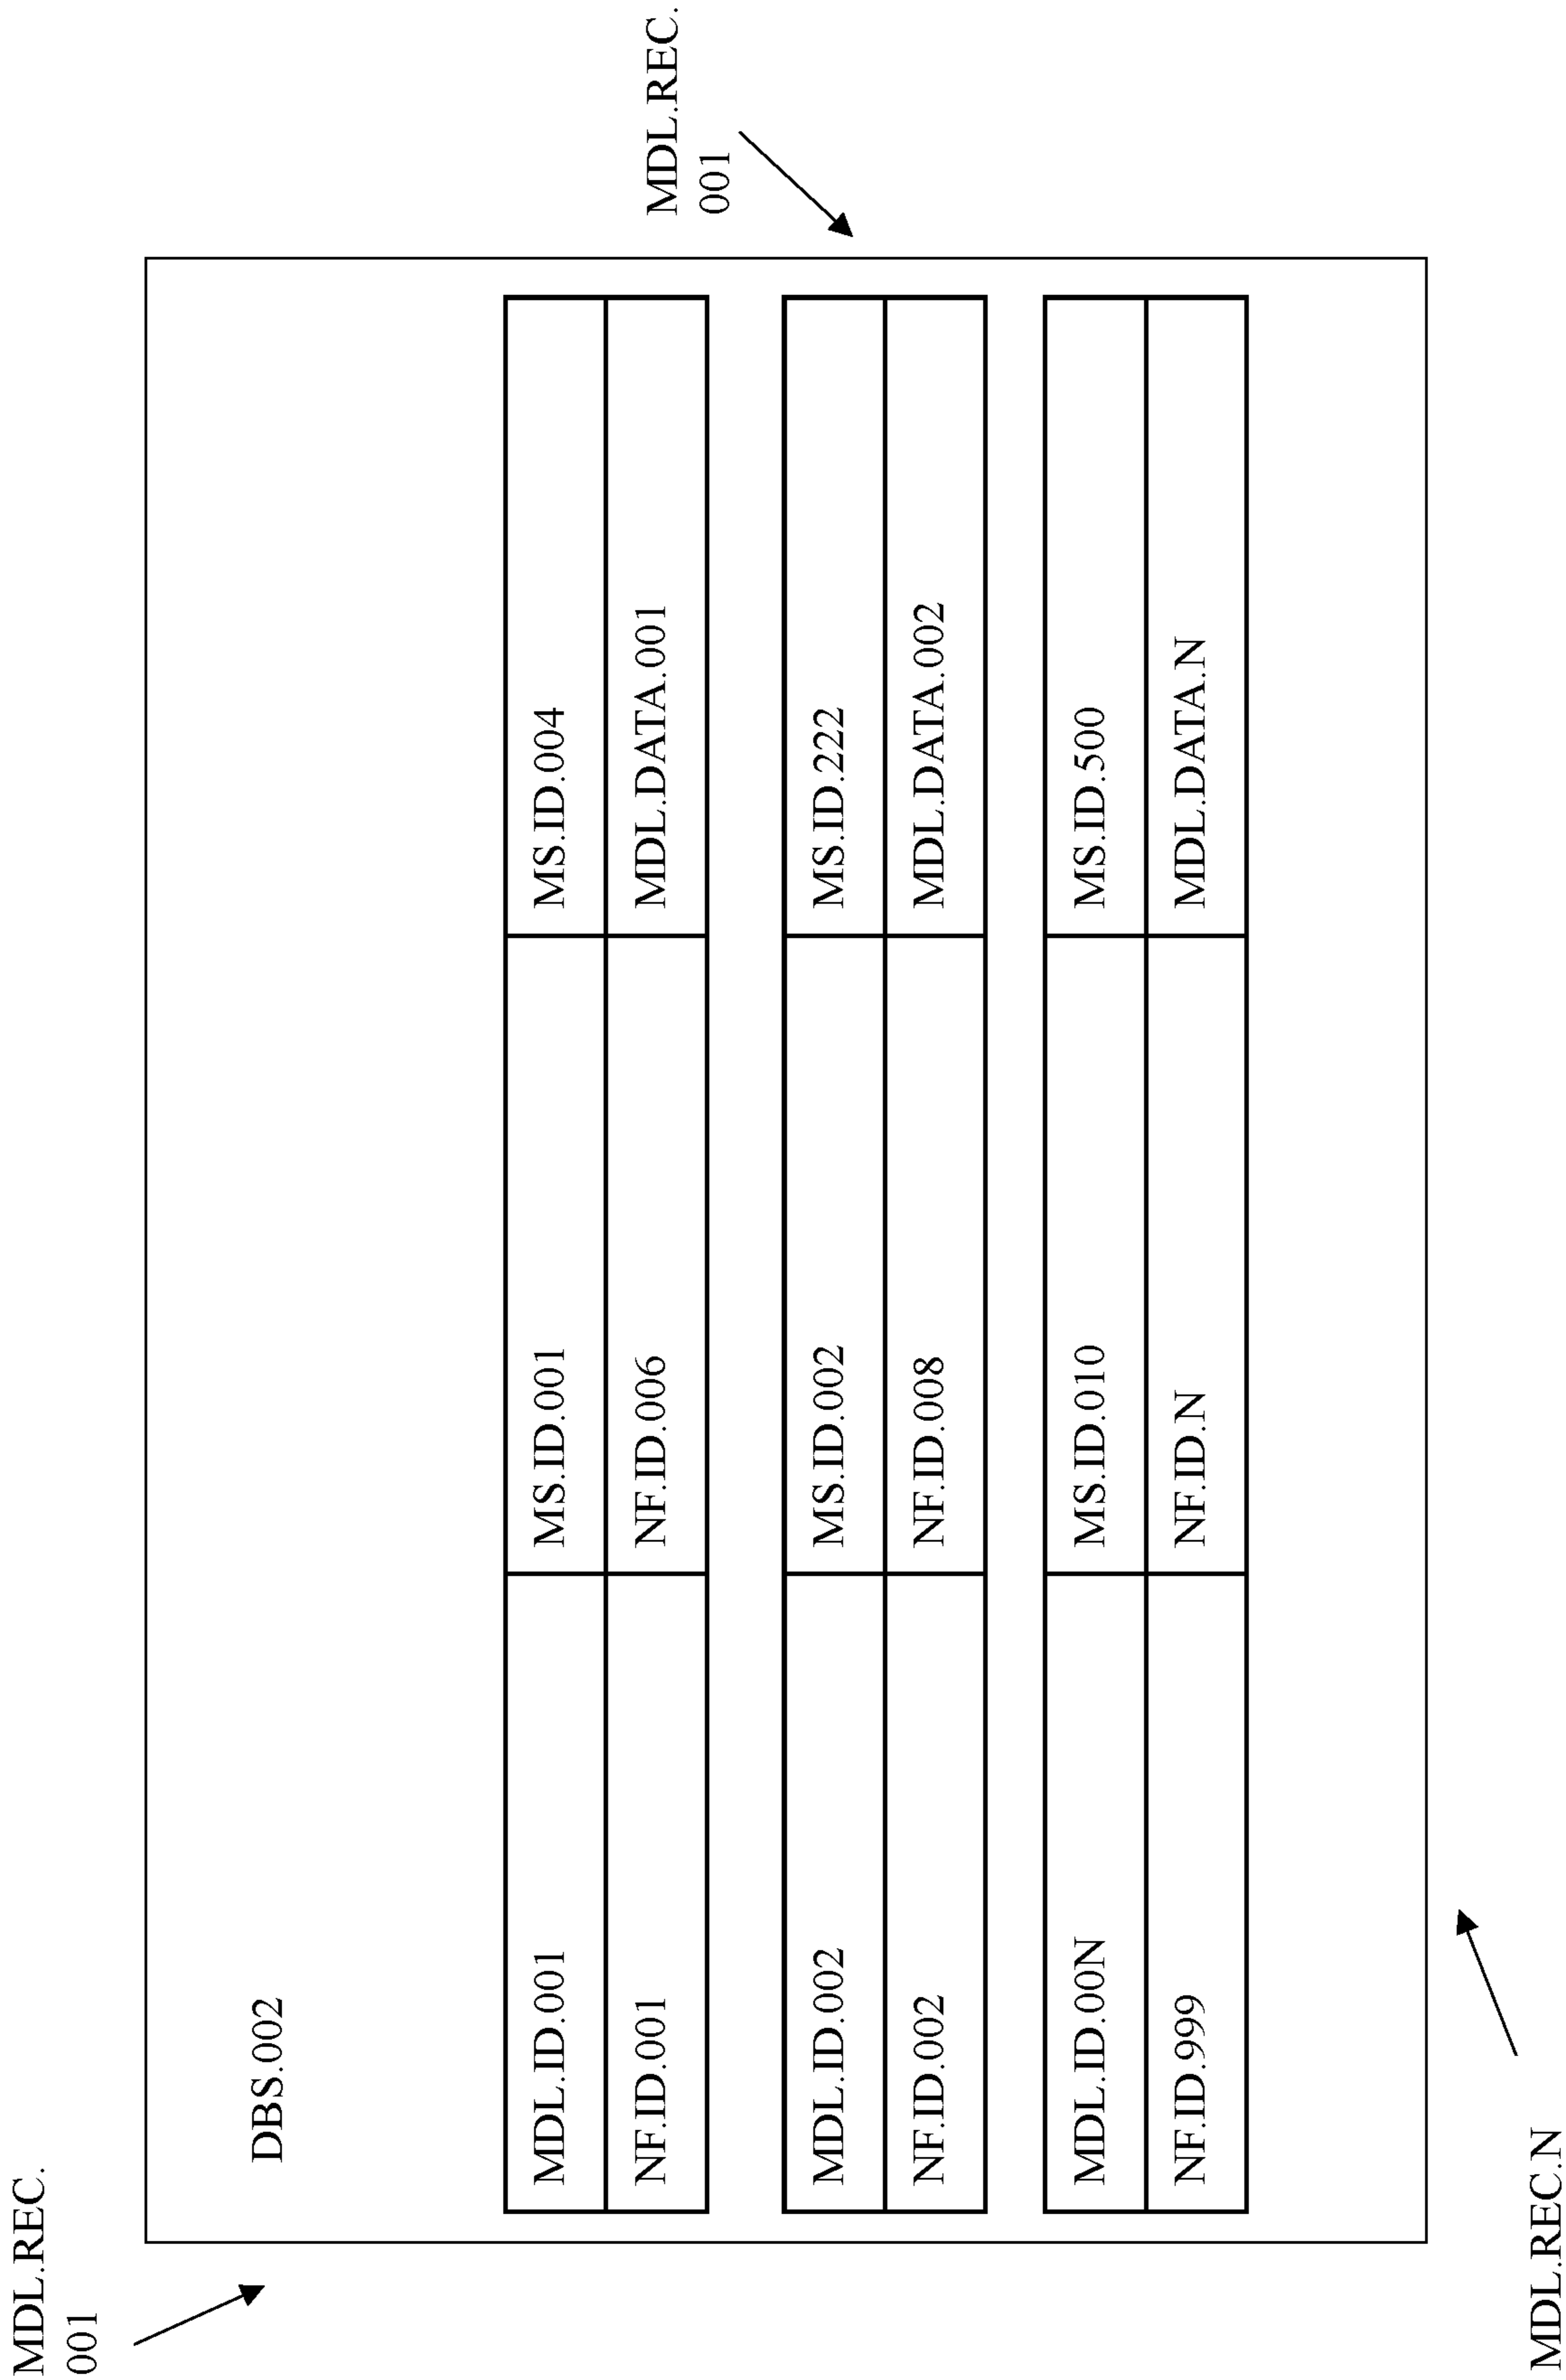 MDL.REC.
001
DBS.002
MDL.ID.001 MS.ID.001 MS.ID.004
NF.ID.001 NF.ID.006 MDL.DATA.001
MDL.REC.
001
MDL.ID.002 MS.ID.002 MS.ID.222
NF.ID.002 NF.ID.008 MDL.DATA.002
MDL.ID.00N MS.ID.010 MS.ID.500
NF.ID.999 NF.ID.N MDL.DATA.N
MDL.REC.N